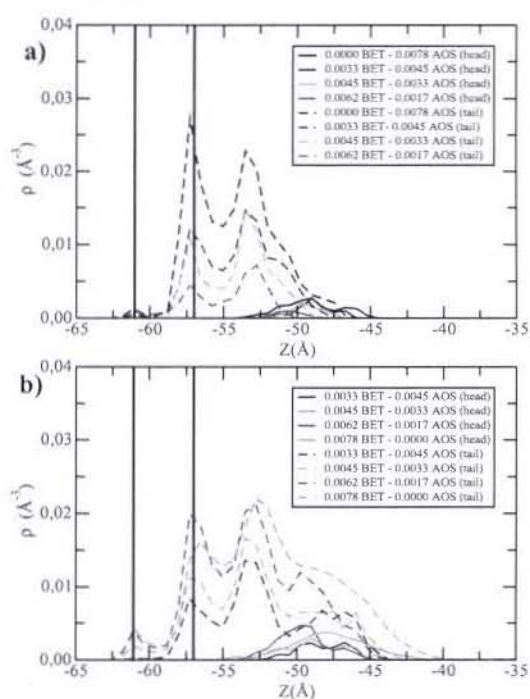 a)
0,04
0,03
0,02
0,01
0,00
ρ (Å⁻³)
0.0000 BET - 0.0078 AOS (head)
0.0033 BET - 0.0045 AOS (head)
0.0045 BET - 0.0033 AOS (head)
0.0062 BET - 0.0017 AOS (head)
0.0000 BET - 0.0078 AOS (tail)
0.0033 BET- 0.0045 AOS (tail)
0.0045 BET - 0.0033 AOS (tail)
0.0062 BET - 0.0017 AOS (tail)
-65 -60 -55 -50 -45 -40 -35
Z(Å)
b)
0,04
0,03
0,02
0,01
0,00
ρ (Å⁻³)
0.0033 BET - 0.0045 AOS (head)
0.0045 BET - 0.0033 AOS (head)
0.0062 BET - 0.0017 AOS (head)
0.0078 BET - 0.0000 AOS (head)
0.0033 BET - 0.0045 AOS (tail)
0.0045 BET - 0.0033 AOS (tail)
0.0062 BET - 0.0017 AOS (tail)
0.0078 BET - 0.0000 AOS (tail)
-65 -60 -55 -50 -45 -40 -35
Z(Å)